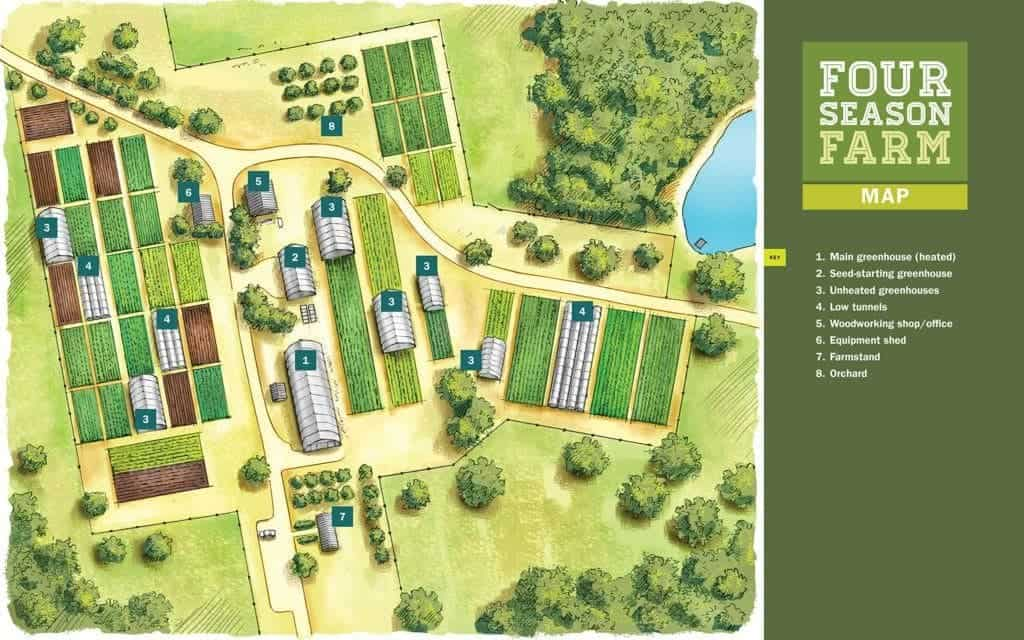 FOUR
SEASON
FARM
MAP
KEY
1. Main greenhouse (heated)
2. Seed-starting greenhouse
3. Unheated greenhouses
4. Low tunnels
5. Woodworking shop/office
6. Equipment shed
7. Farmstand
8. Orchard
8
6
5
3
3
2
4
3
3
4
4
1
3
3
7